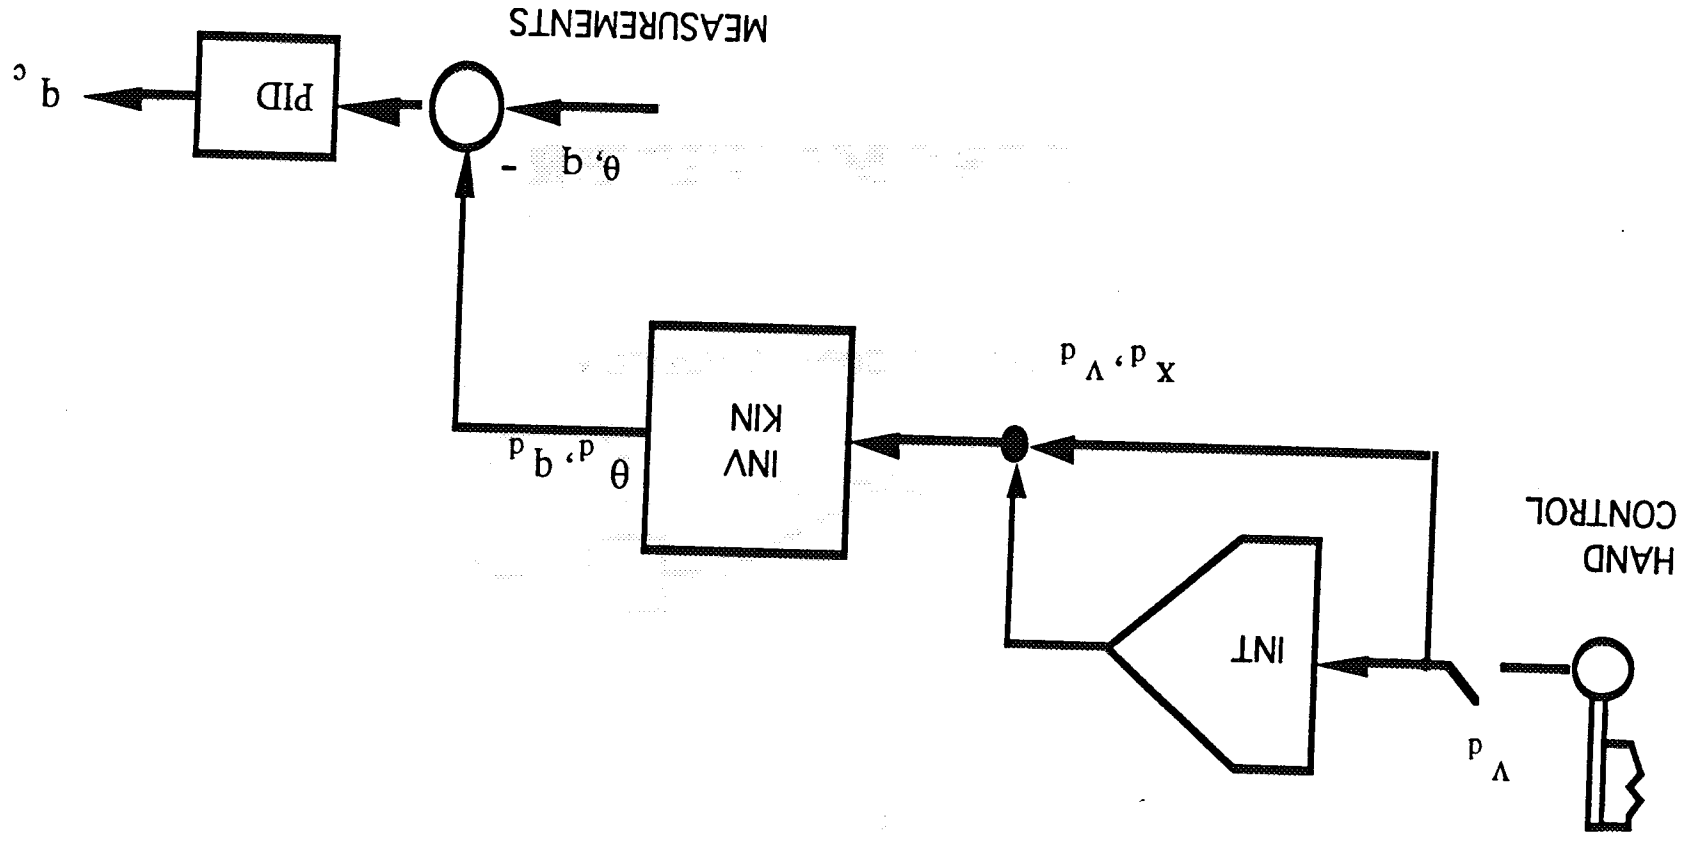 v d
INT
HAND
CONTROL
x d, v d
INV
KIN
θ d, q d
θ, q
-
MEASUREMENTS
PID
q c